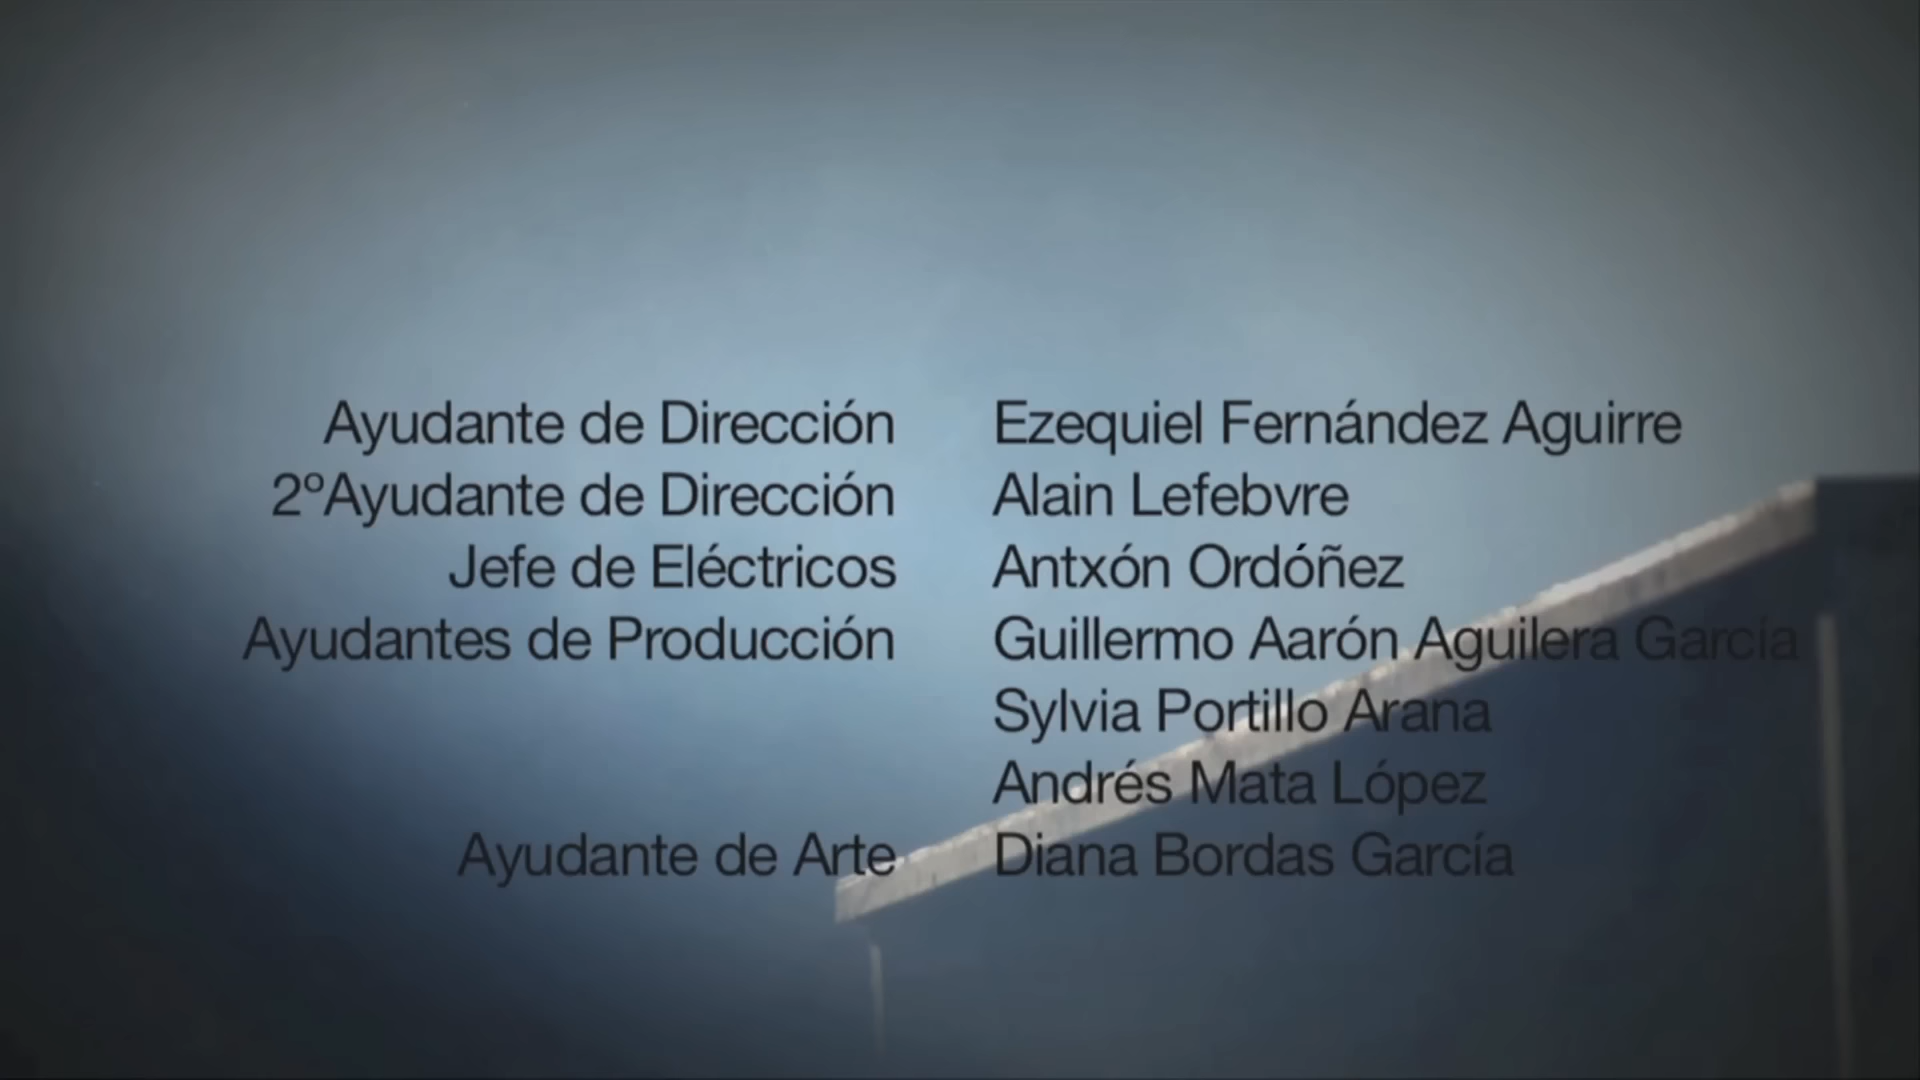 Ayudante de Dirección Ezequiel Fernández Aguirre
2ºAyudante de Dirección Alain Lefebvre
Jefe de Eléctricos Antxón Ordóñez
Ayudantes de Producción Guillermo Aarón Aguilera García
Sylvia Portillo Arana
Andrés Mata López
Ayudante de Arte Diana Bordas García